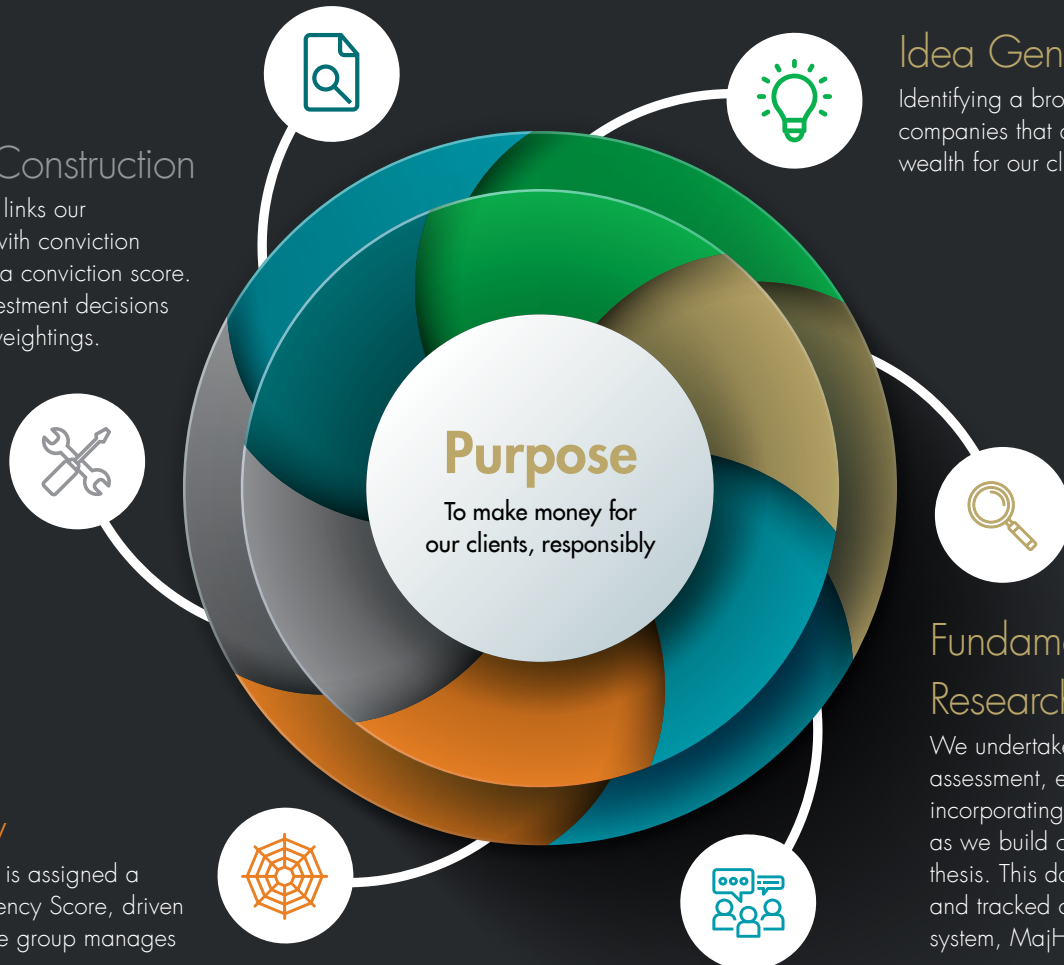 Idea Gen
Identifying a bro
companies that
wealth for our cl
Construction
links our
with conviction
a conviction score.
estment decisions
weightings.
Purpose
To make money for
our clients, responsibly
Fundam
Research
We undertake
assessment, e
incorporating
as we build
thesis. This do
and tracked
system, MajH
y
is assigned a
ency Score, driven
e group manages